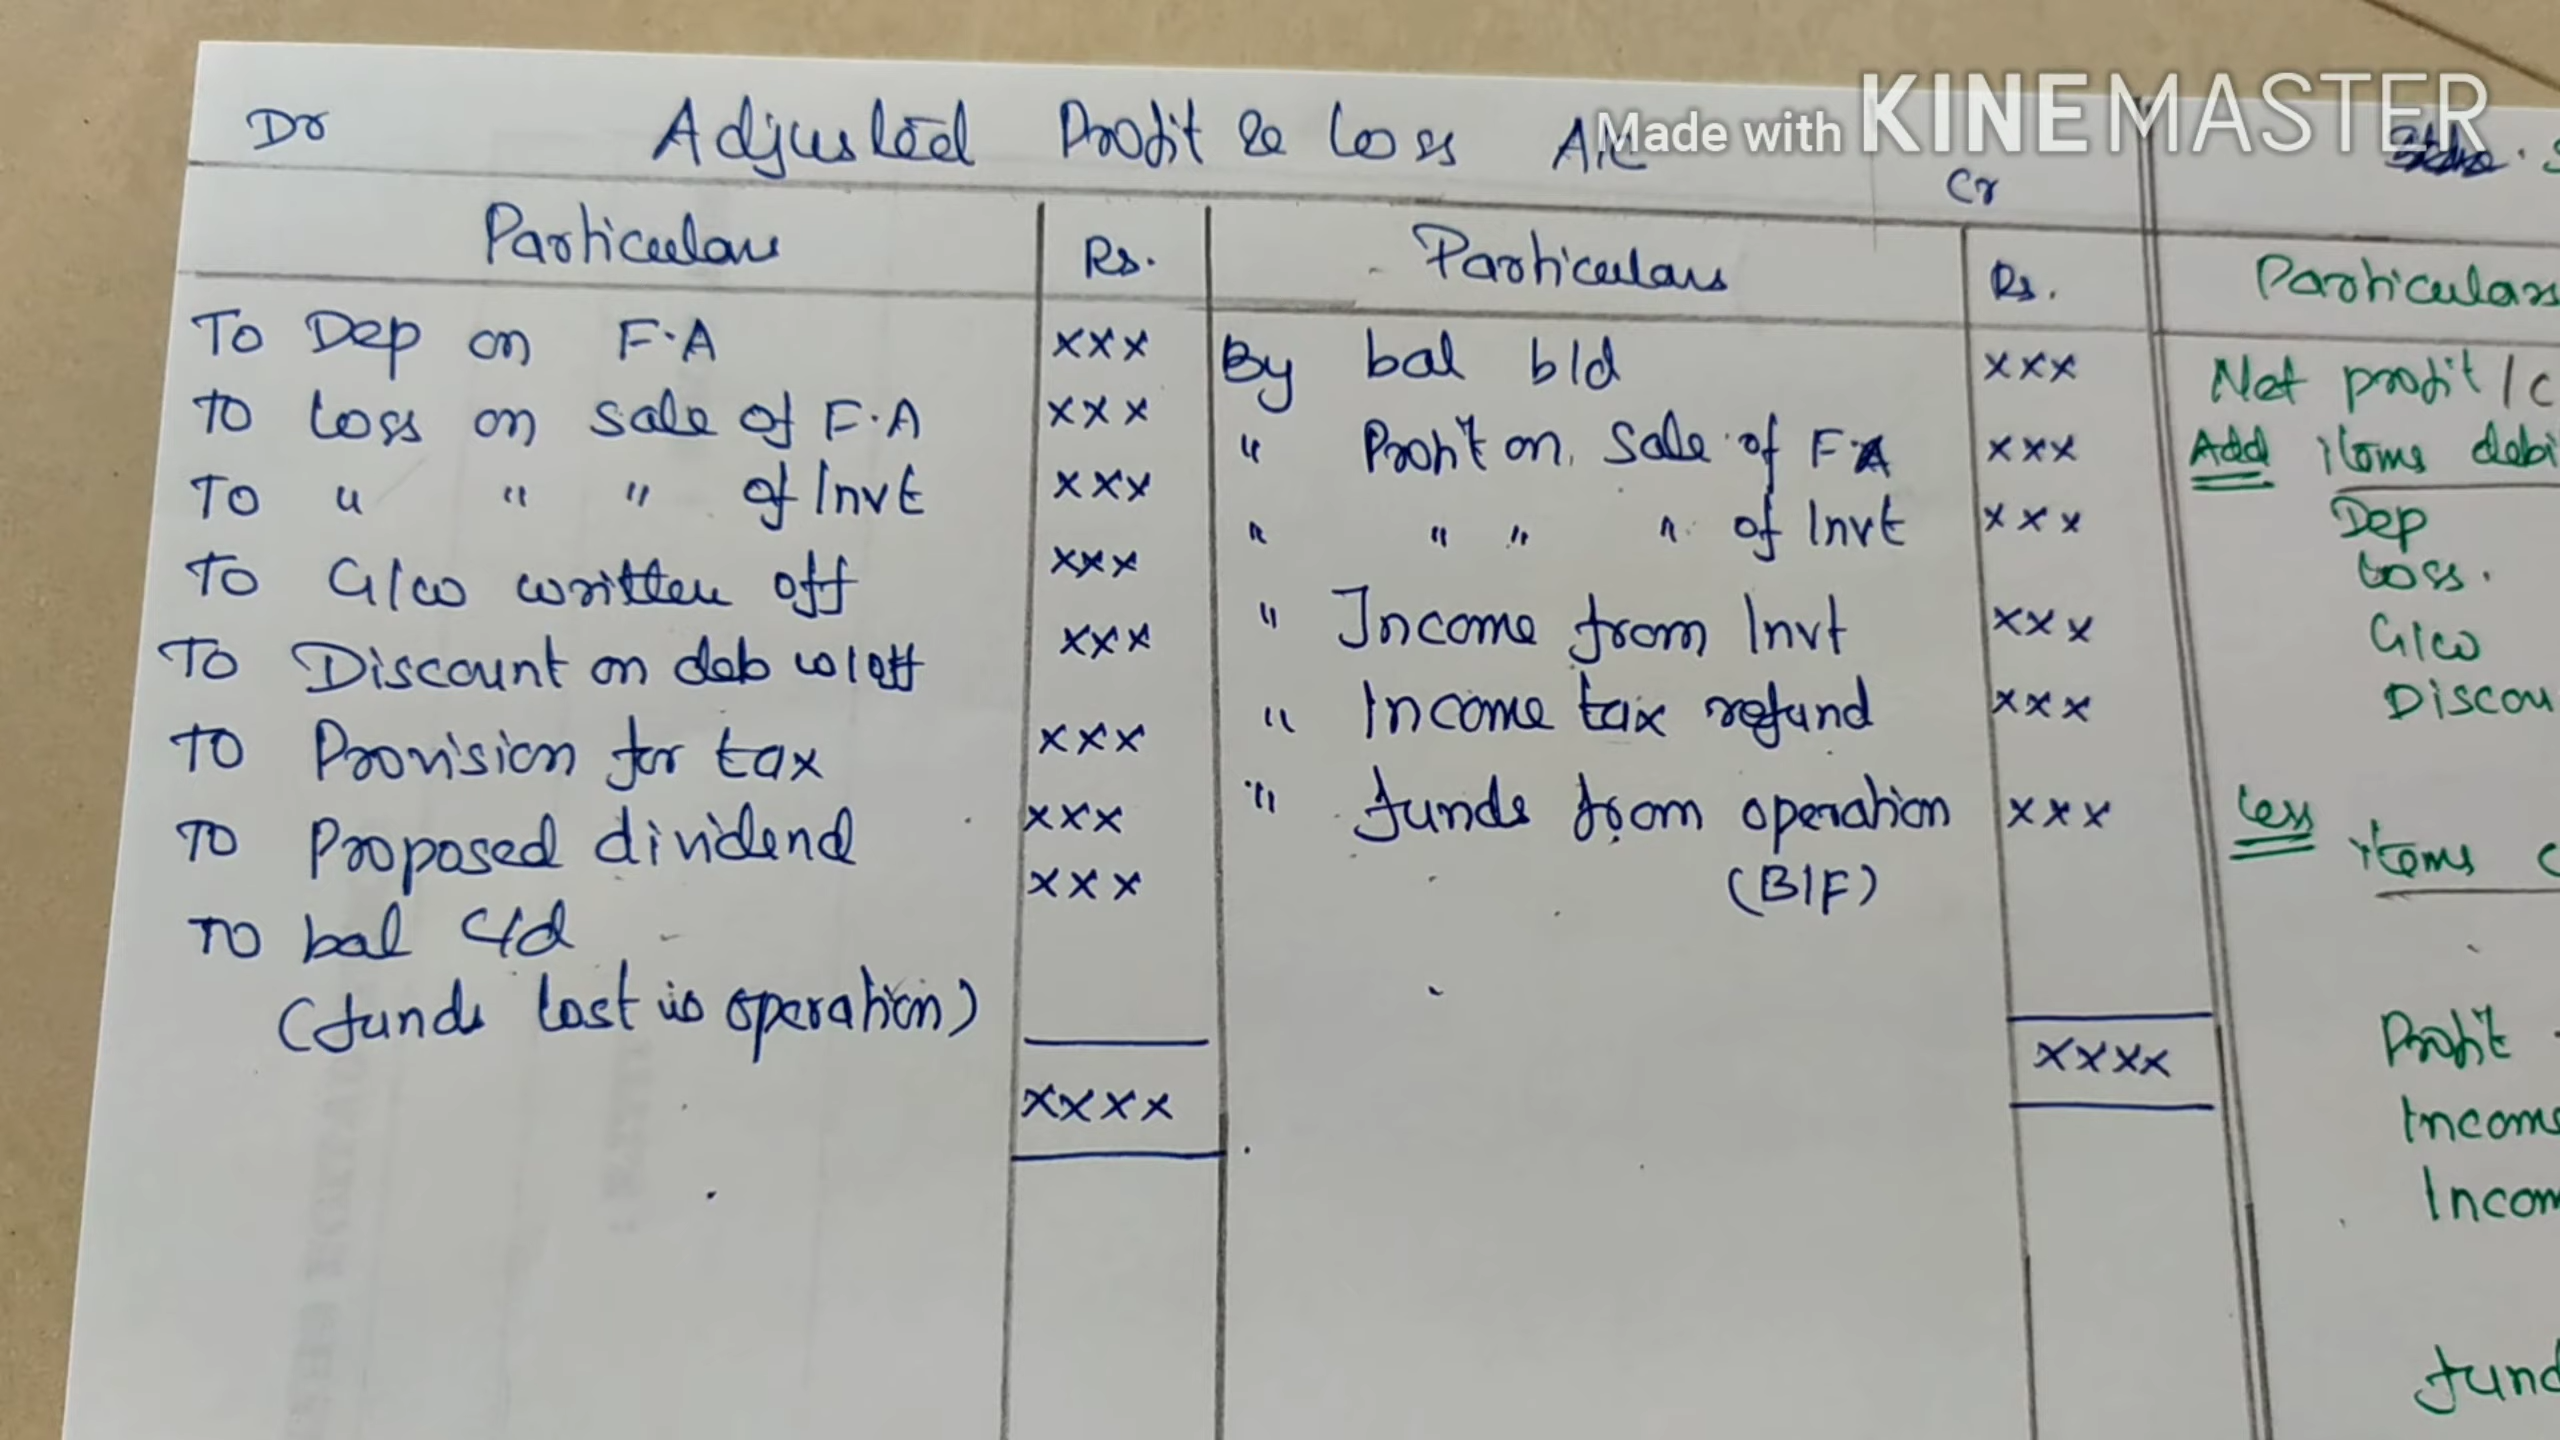 Made with KINEMASTER
Dr Adjusted Profit & Loss A/c Cr
Particulars Rs. Particulars Rs.
To Dep on F.A xxx By bal b/d xxx
To Loss on sale of F.A xxx " Profit on sale of FA xxx
To " " " of Invt xxx " " " " of Invt xxx
To G/w written off xxx " Income from Invt xxx
To Discount on deb w/off xxx " Income tax refund xxx
To Provision for tax xxx " funds from operation xxx
To Proposed dividend xxx (B/F)
To bal c/d xxx
(funds lost in operation)
xxxx xxxx
Particulars
Net profit /
Add items
Dep
Loss.
G/w
Less items
Profit